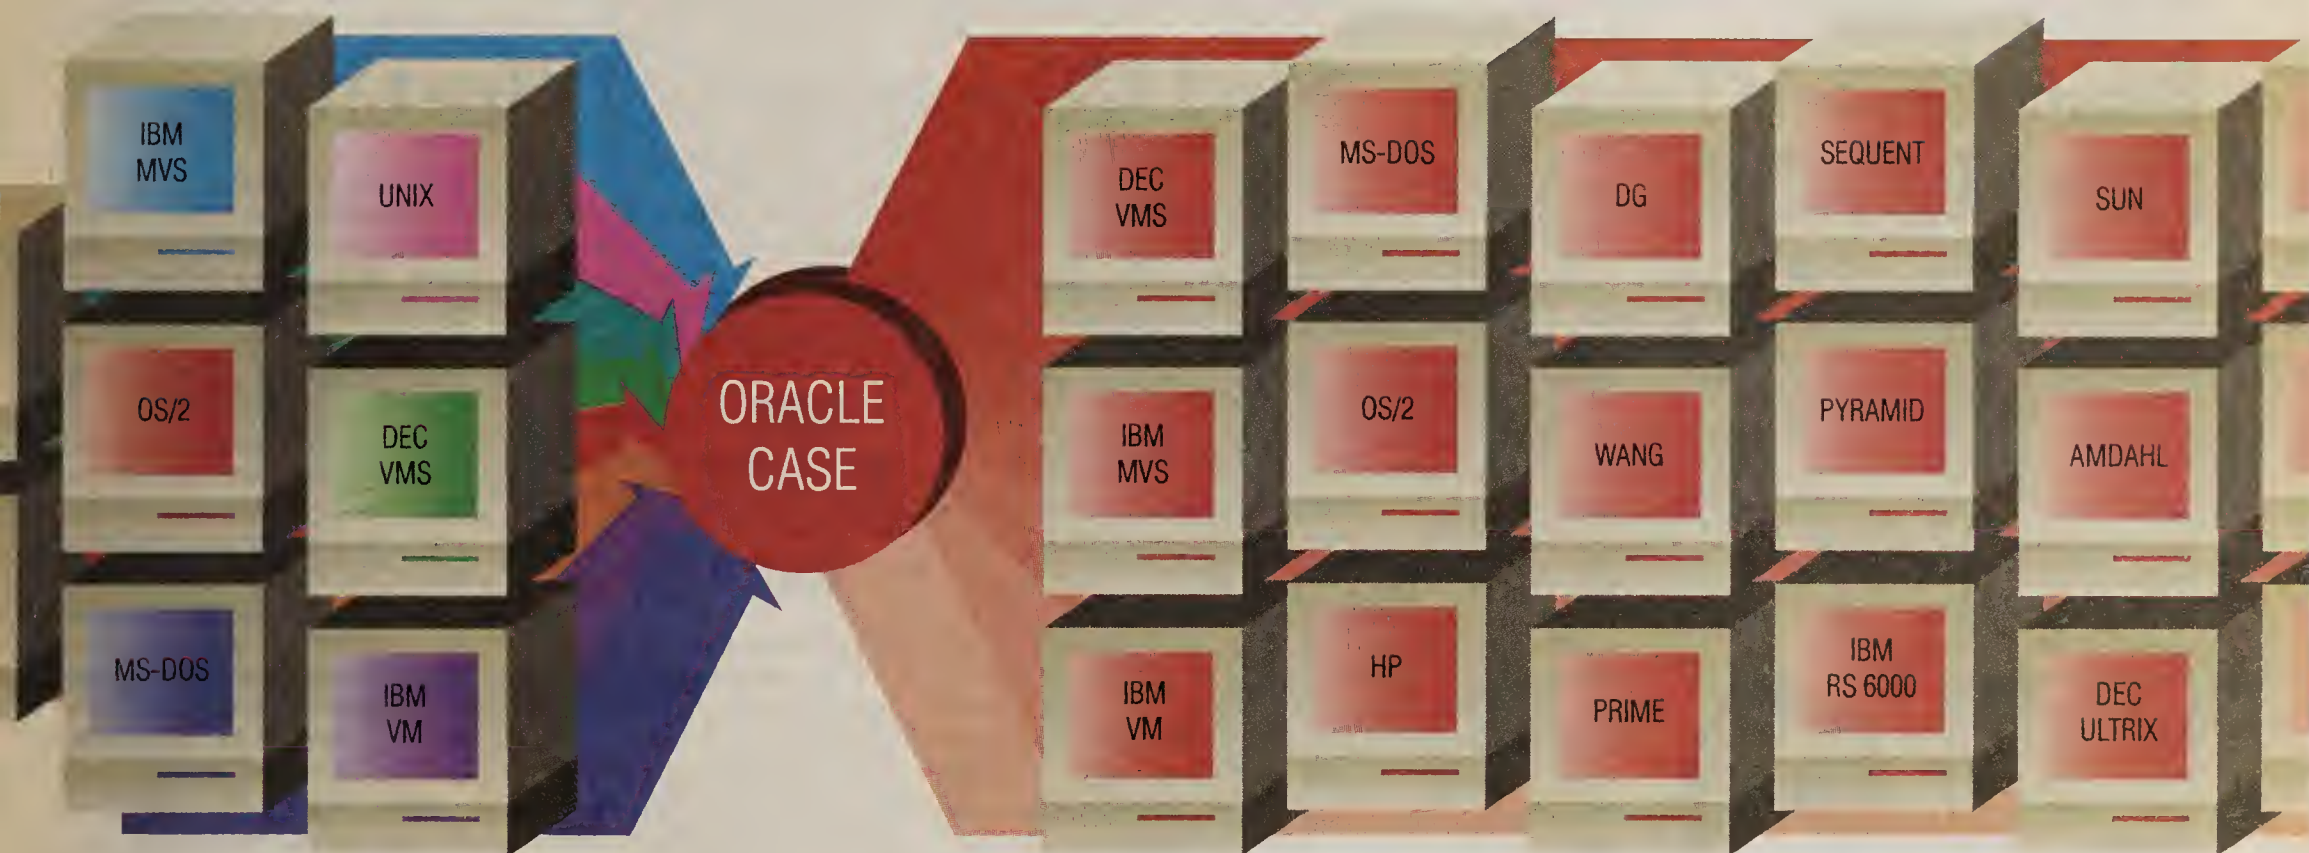 IBM
MVS
UNIX
OS/2
DEC
VMS
MS-DOS
IBM
VM
ORACLE
CASE
DEC
VMS
MS-DOS
DG
SEQUENT
SUN
IBM
MVS
OS/2
WANG
PYRAMID
AMDAHL
IBM
VM
HP
PRIME
IBM
RS 6000
DEC
ULTRIX